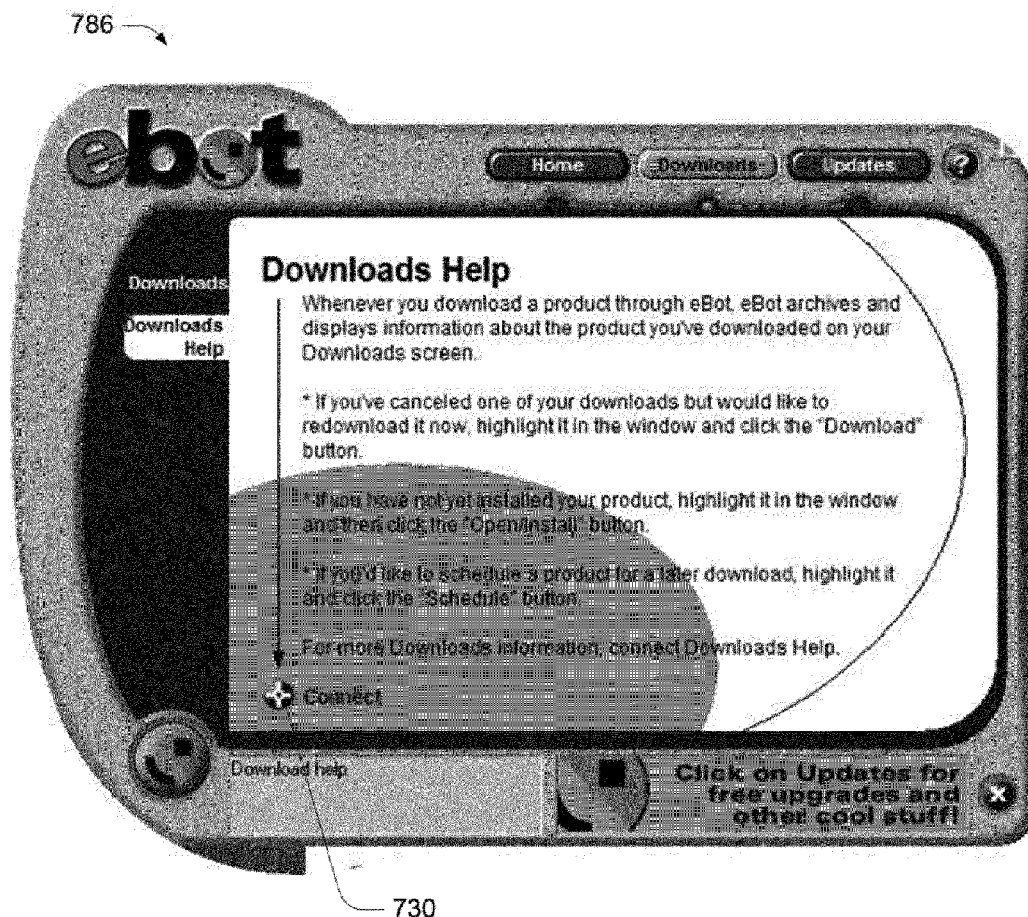 786
ebot
Home
Downloads
Updates
?
Downloads
Downloads
Help
Downloads Help
Whenever you download a product through eBot, eBot archives and
displays information about the product you've downloaded on your
Downloads screen.
* If you've canceled one of your downloads but would like to
redownload it now, highlight it in the window and click the "Download"
button.
* If you have not yet installed your product, highlight it in the window
and then click the "Open/Install" button.
* If you'd like to schedule a product for a later download, highlight it
and click the "Schedule" button.
For more Downloads information, connect Downloads Help.
Connect
Download help
Click on Updates for
free upgrades and
other cool stuff!
730